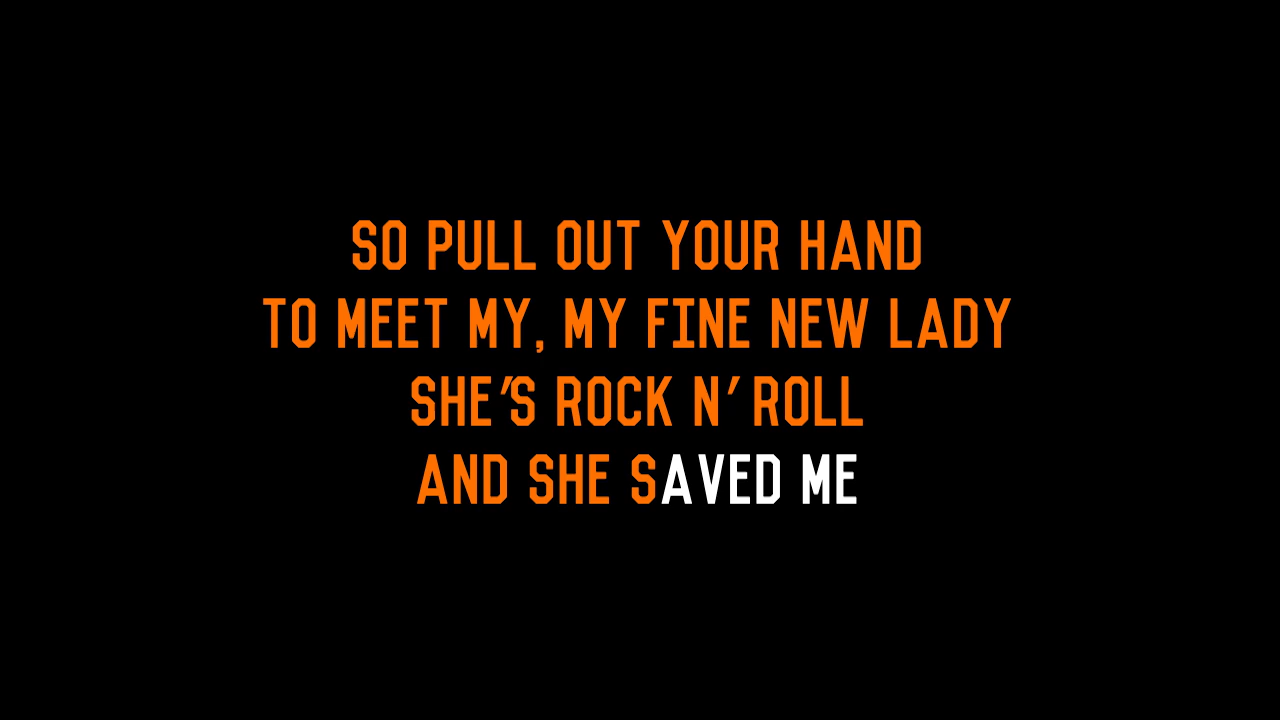 SO PULL OUT YOUR HAND
TO MEET MY, MY FINE NEW LADY
SHE'S ROCK N' ROLL
AND SHE SAVED ME